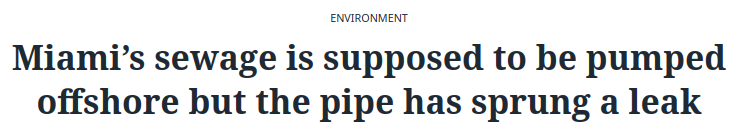 ENVIRONMENT
Miami’s sewage is supposed to be pumped
offshore but the pipe has sprung a leak